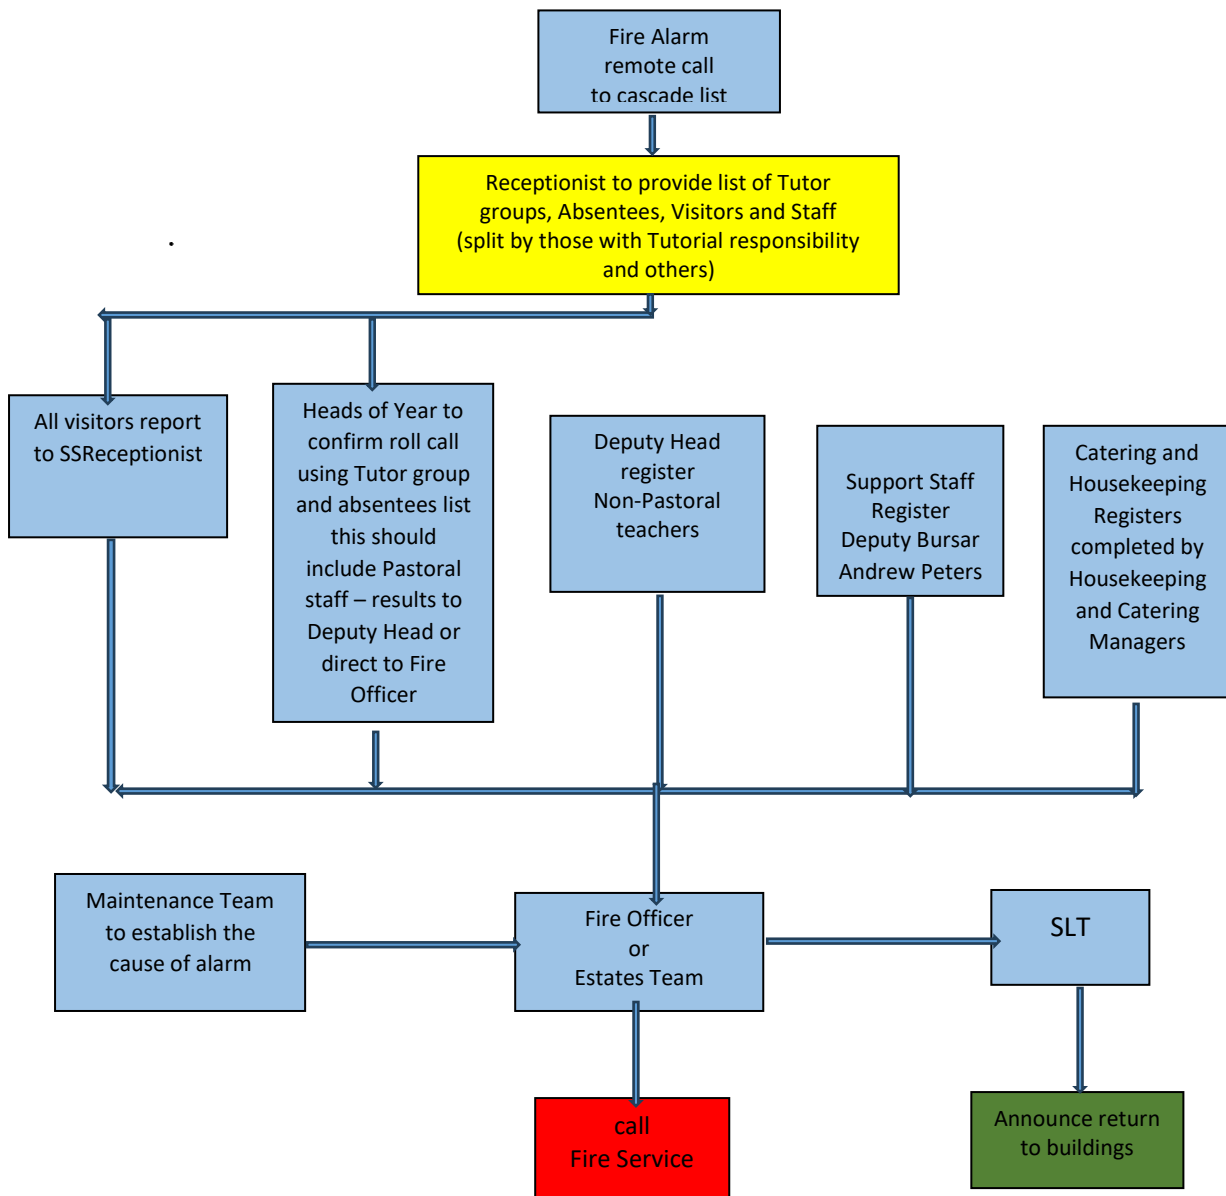 Fire Alarm
remote call
to cascade list
Receptionist to provide list of Tutor
groups, Absentees, Visitors and Staff
(split by those with Tutorial responsibility
and others)
.
All visitors report
to SSReceptionist
Heads of Year to
confirm roll call
using Tutor group
and absentees list
this should
include Pastoral
staff – results to
Deputy Head or
direct to Fire
Officer
Deputy Head
register
Non-Pastoral
teachers
Support Staff
Register
Deputy Bursar
Andrew Peters
Catering and
Housekeeping
Registers
completed by
Housekeeping
and Catering
Managers
Maintenance Team
to establish the
cause of alarm
Fire Officer
or
Estates Team
SLT
call
Fire Service
Announce return
to buildings